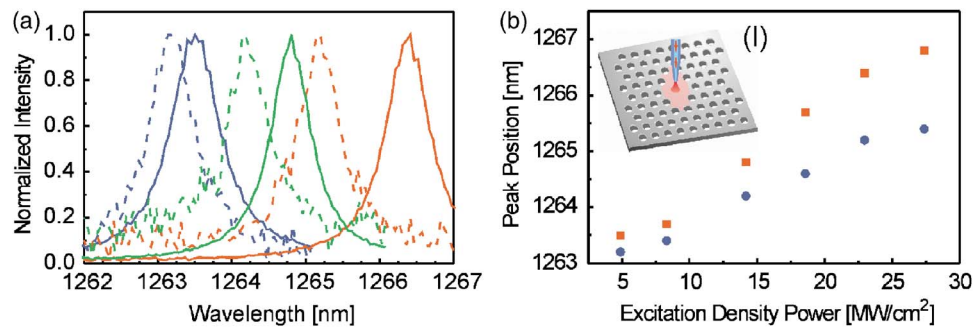 (a)
Normalized Intensity
1.0
0.8
0.6
0.4
0.2
0.0
1262 1263 1264 1265 1266 1267
Wavelength [nm]
(b)
(I)
Peak Position [nm]
1267
1266
1265
1264
1263
0 5 10 15 20 25 30
Excitation Density Power [MW/cm²]